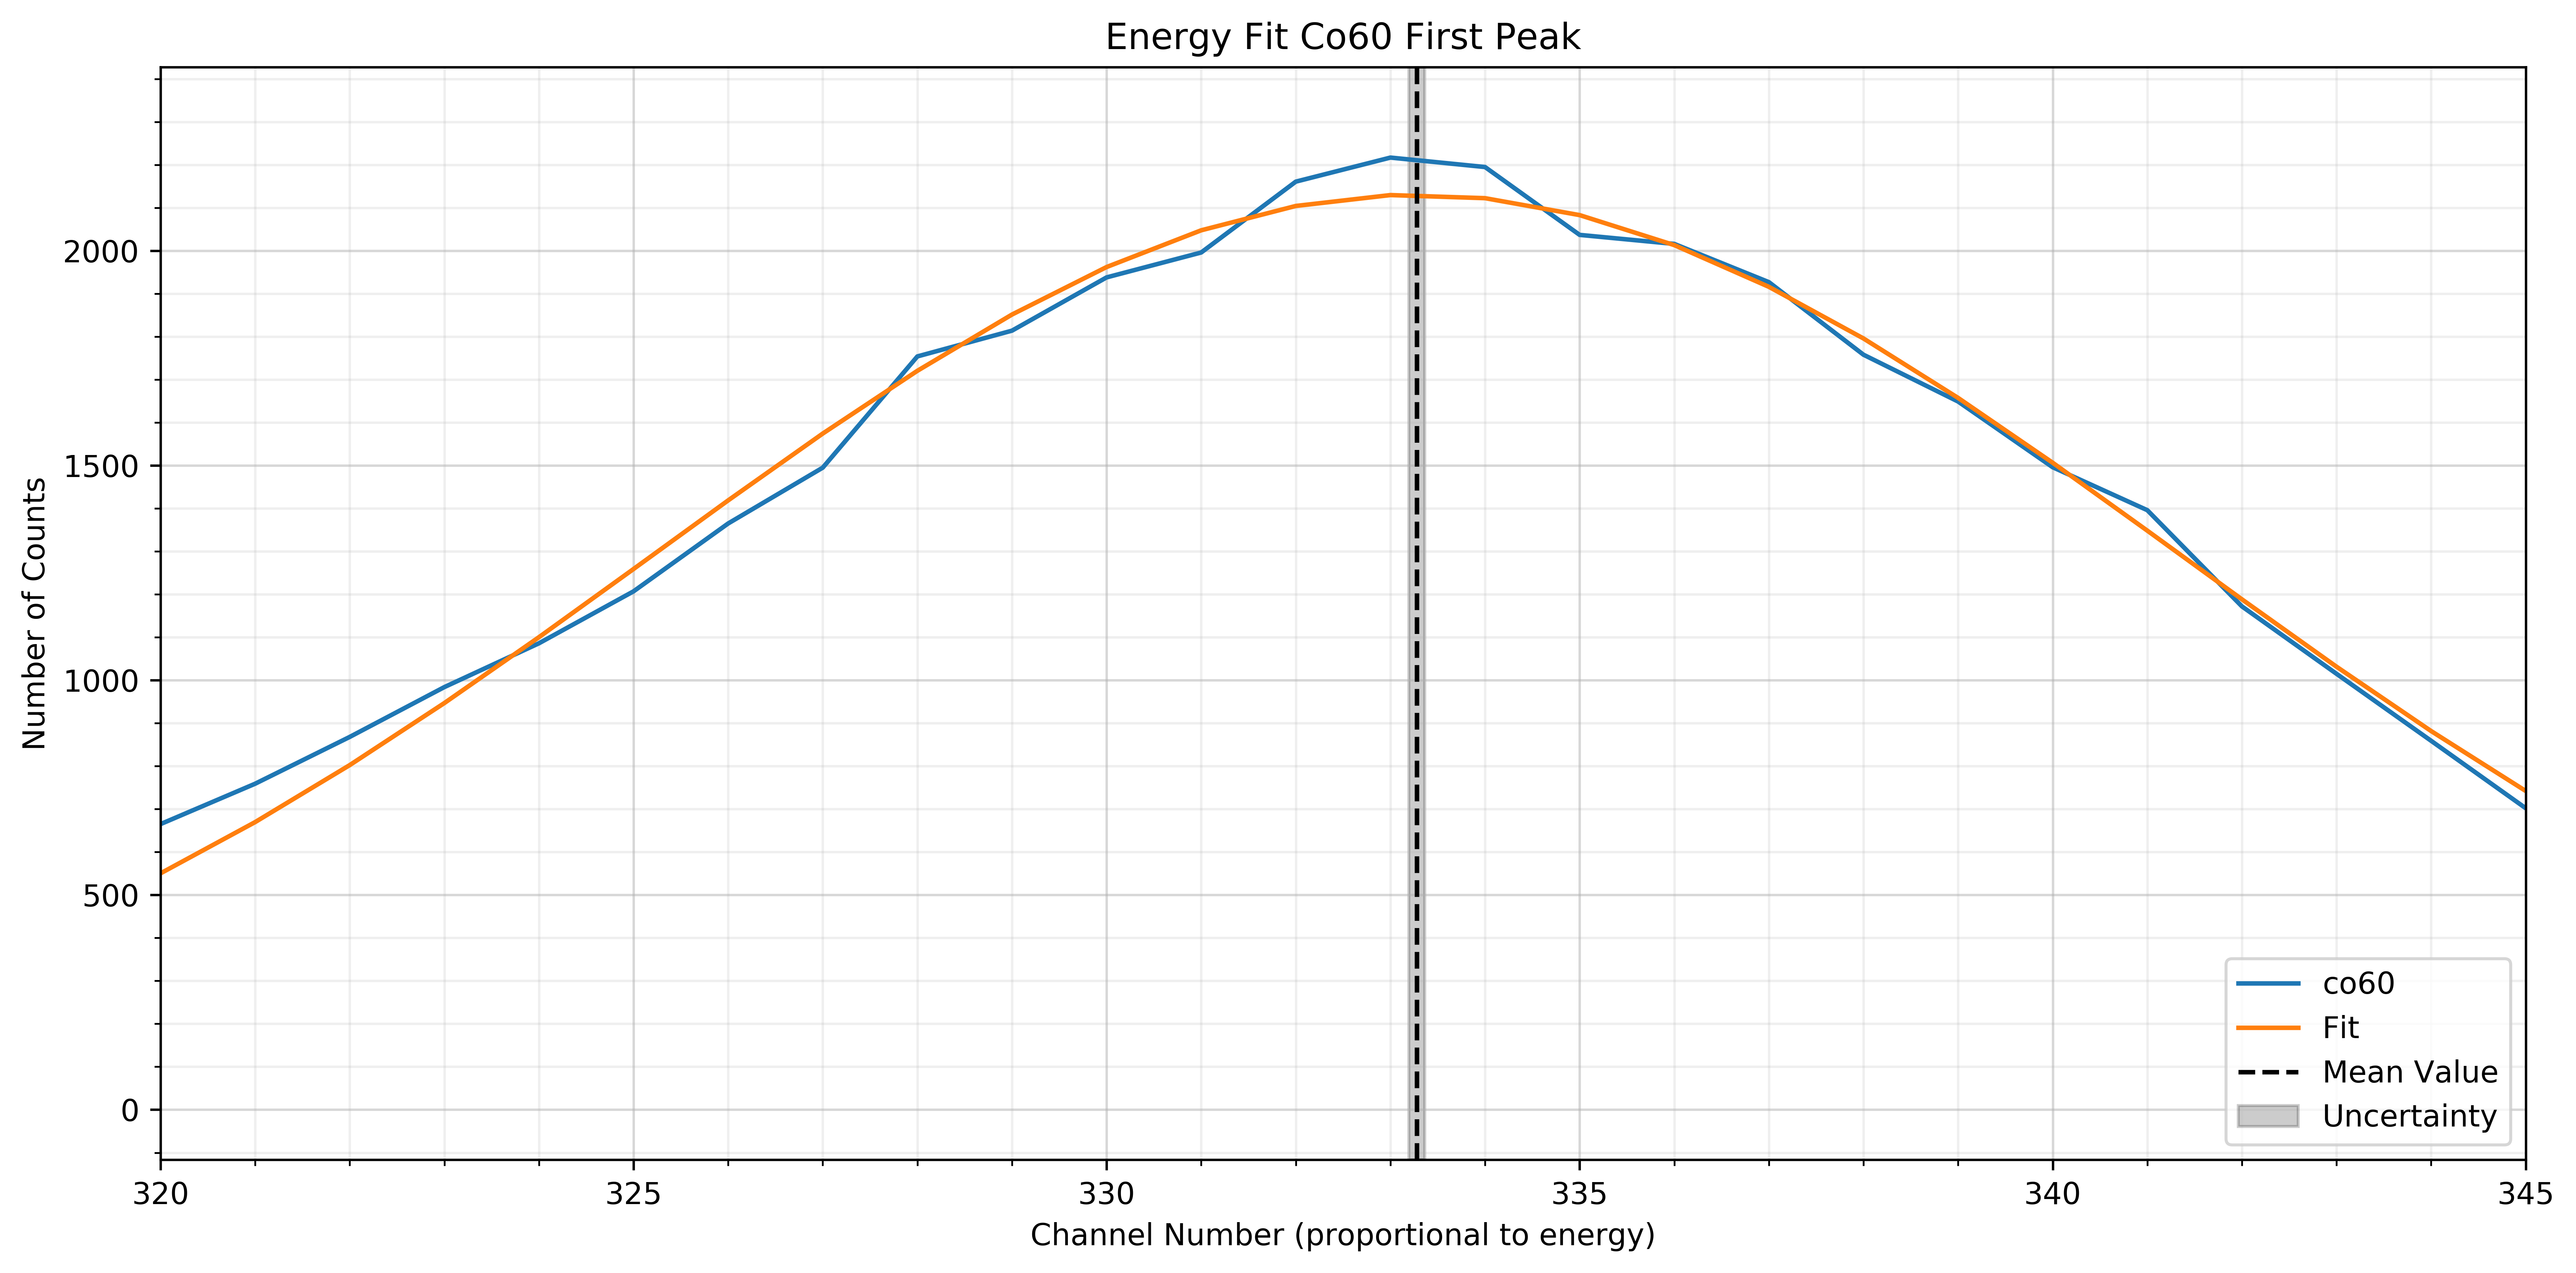 Energy Fit Co60 First Peak
Number of Counts
2000
1500
1000
500
0
320
325
330
335
340
345
Channel Number (proportional to energy)
co60
Fit
Mean Value
Uncertainty